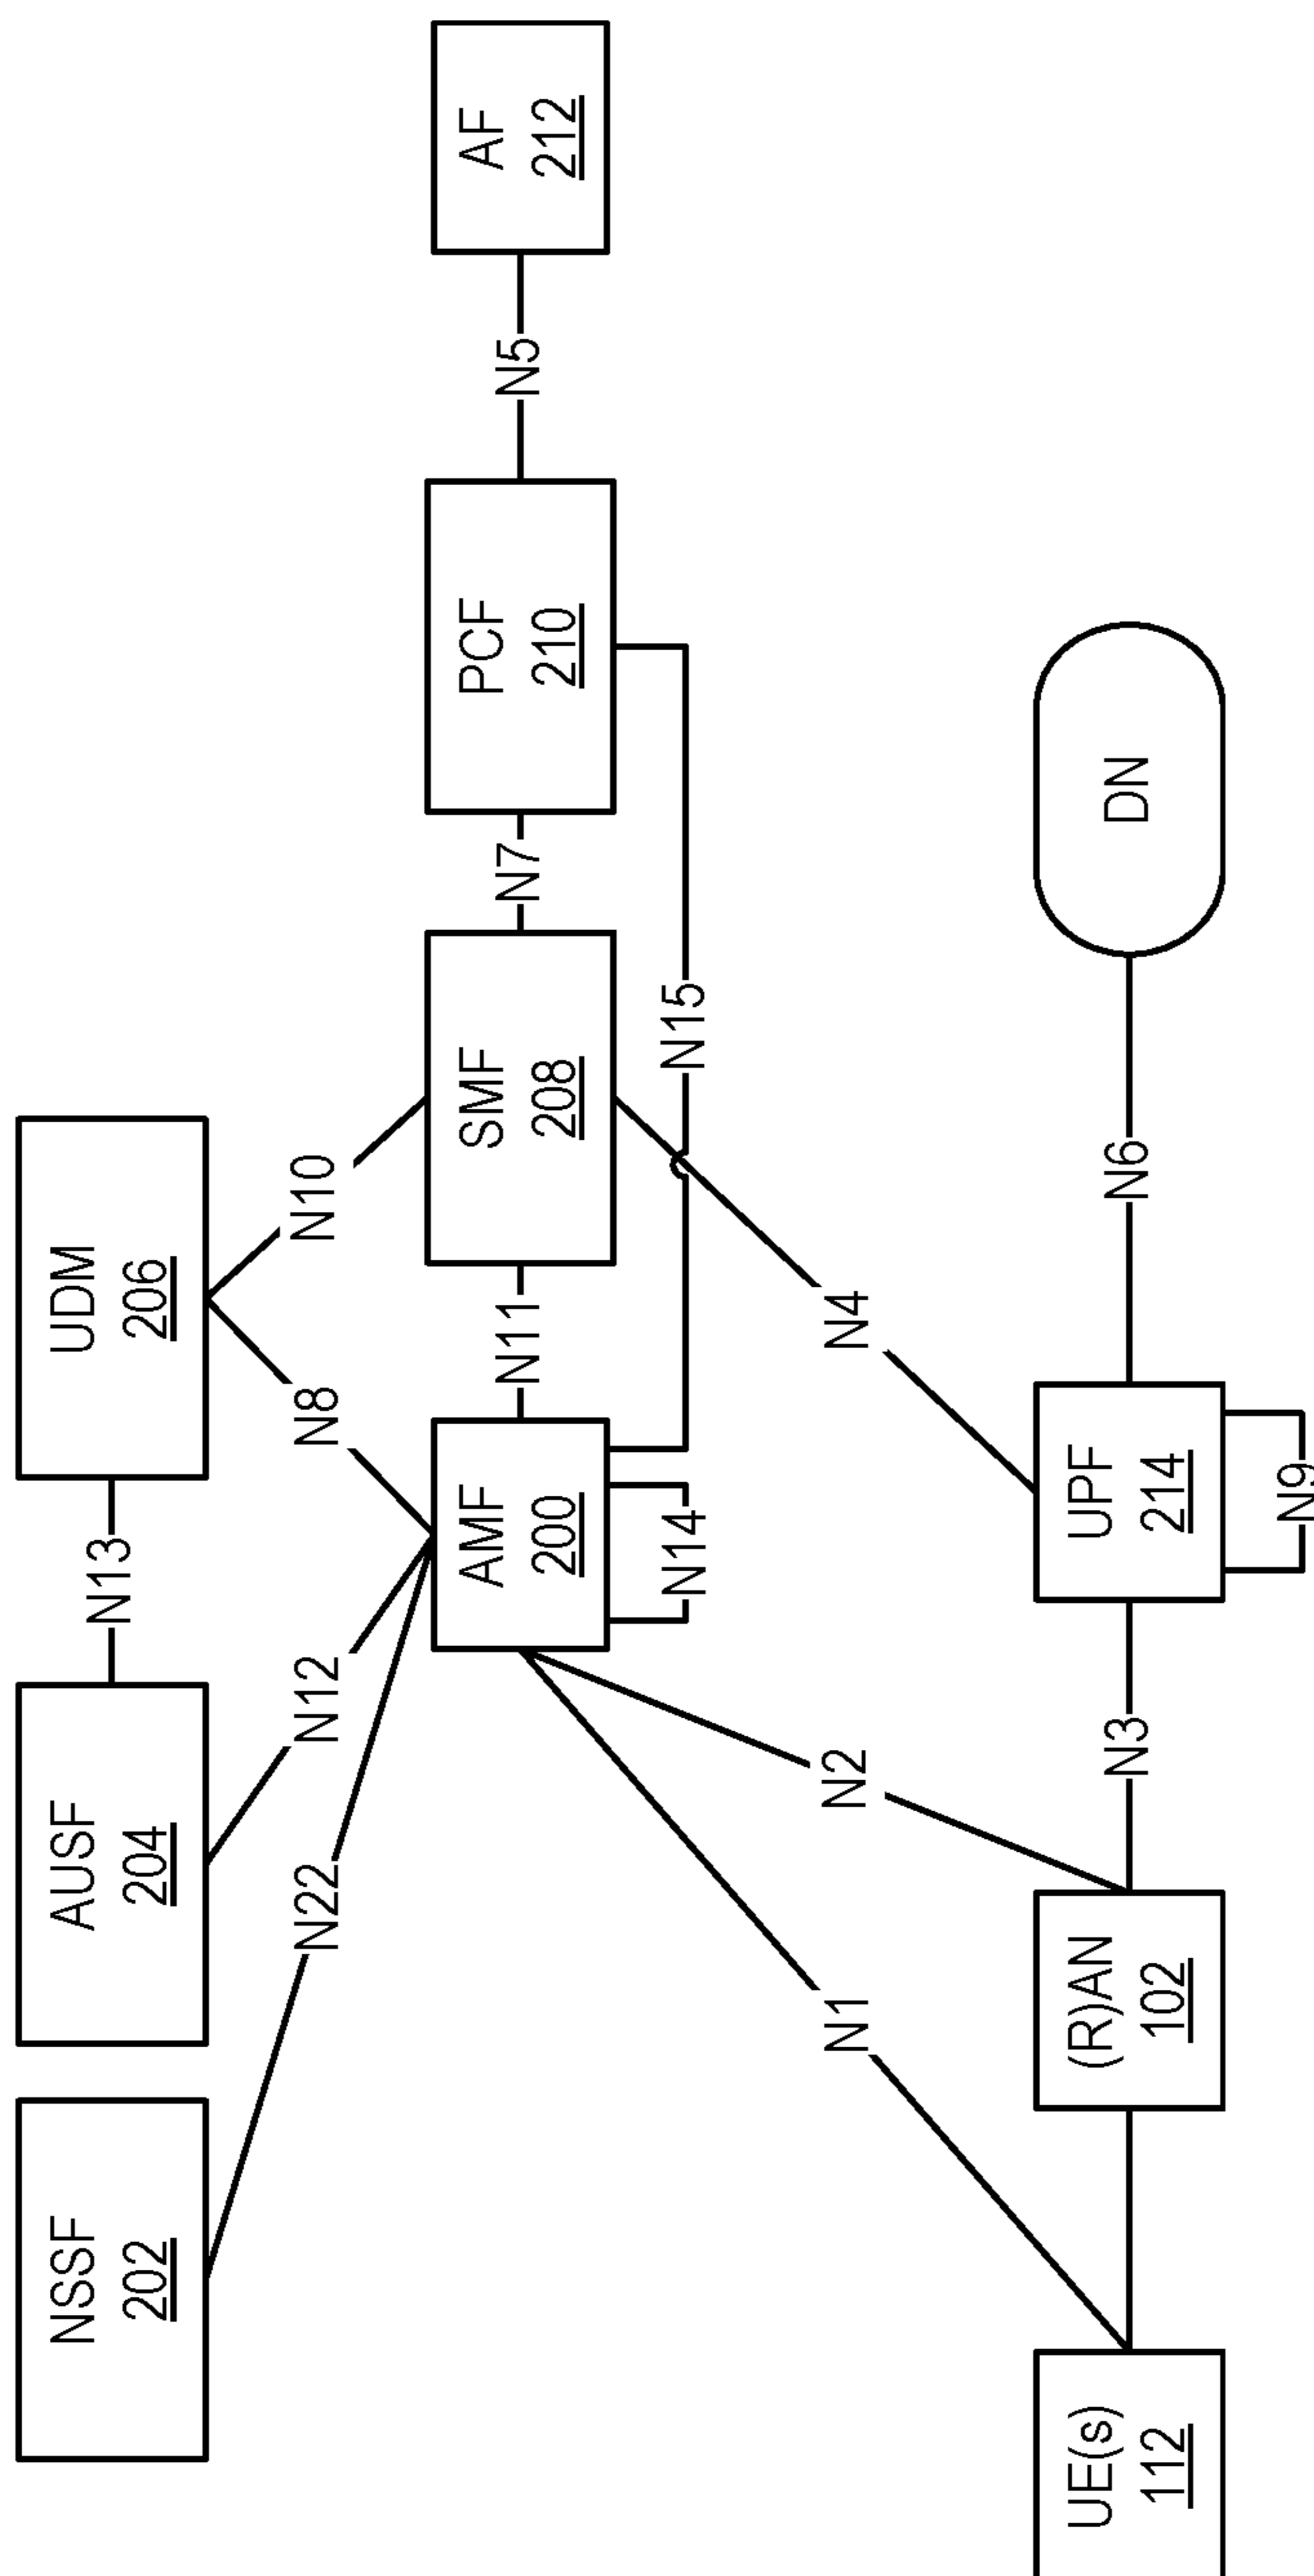 NSSF
202
AUSF
204
N13
UDM
206
N22
N12
N8
N10
AMF
200
N11
SMF
208
N7
PCF
210
N5
AF
212
N14
N15
N1
N2
N4
UE(s)
112
(R)AN
102
N3
UPF
214
N6
DN
N9